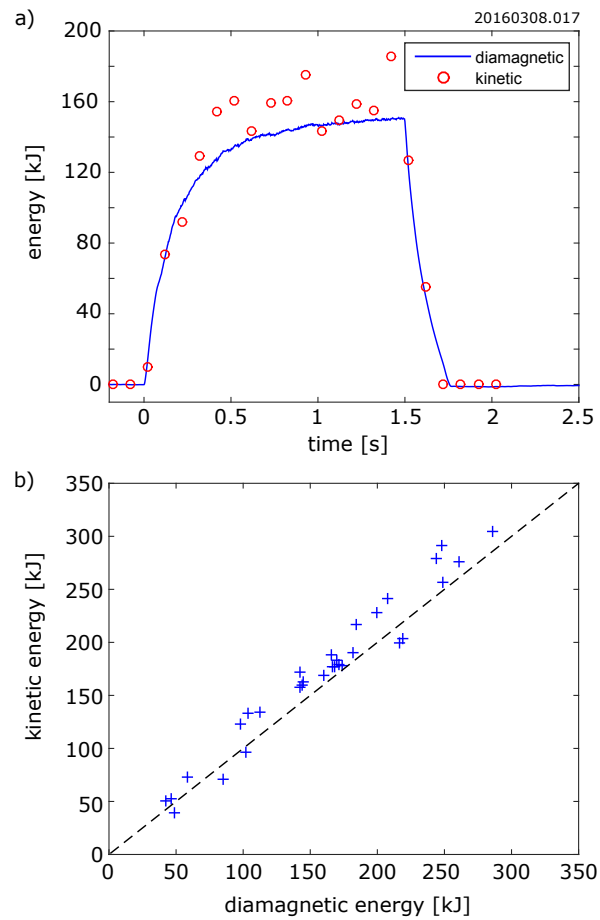 a)
20160308.017
energy [kJ]
200
160
120
80
40
0
diamagnetic
kinetic
0 0.5 1 1.5 2 2.5
time [s]
b)
kinetic energy [kJ]
350
300
250
200
150
100
50
0
0 50 100 150 200 250 300 350
diamagnetic energy [kJ]